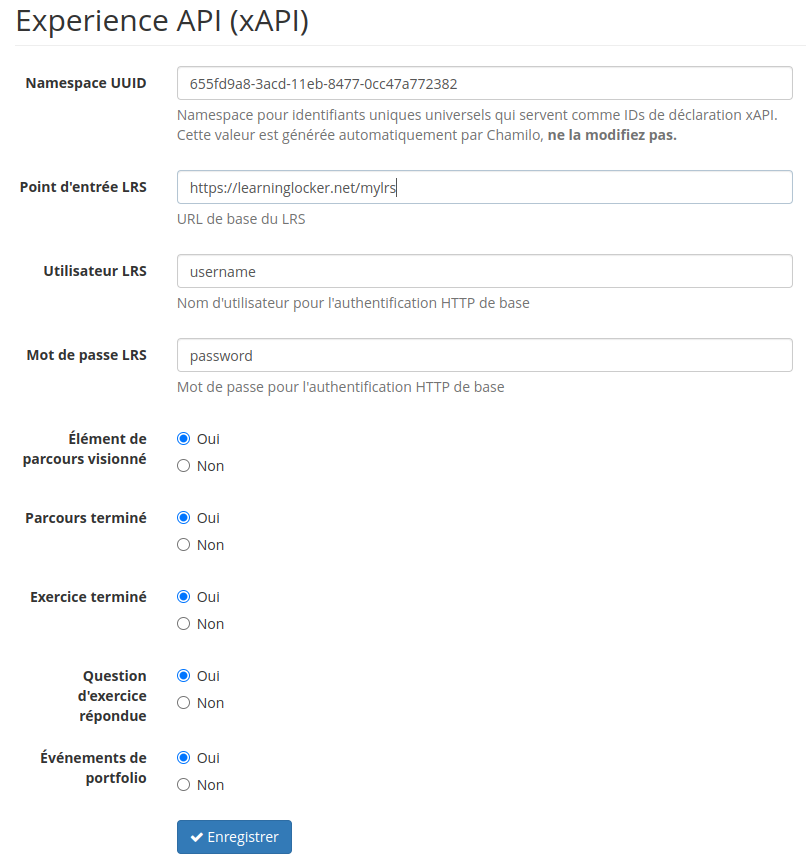 Experience API (xAPI)
Namespace UUID
655fd9a8-3acd-11eb-8477-0cc47a772382
Namespace pour identifiants uniques universels qui servent comme IDs de déclaration xAPI.
Cette valeur est générée automatiquement par Chamilo, ne la modifiez pas.
Point d'entrée LRS
https://learninglocker.net/mylrs
URL de base du LRS
Utilisateur LRS
username
Nom d'utilisateur pour l'authentification HTTP de base
Mot de passe LRS
password
Mot de passe pour l'authentification HTTP de base
Élément de
parcours visionné
Oui
Non
Parcours terminé
Oui
Non
Exercice terminé
Oui
Non
Question
d'exercice
répondue
Oui
Non
Événements de
portfolio
Oui
Non
Enregistrer